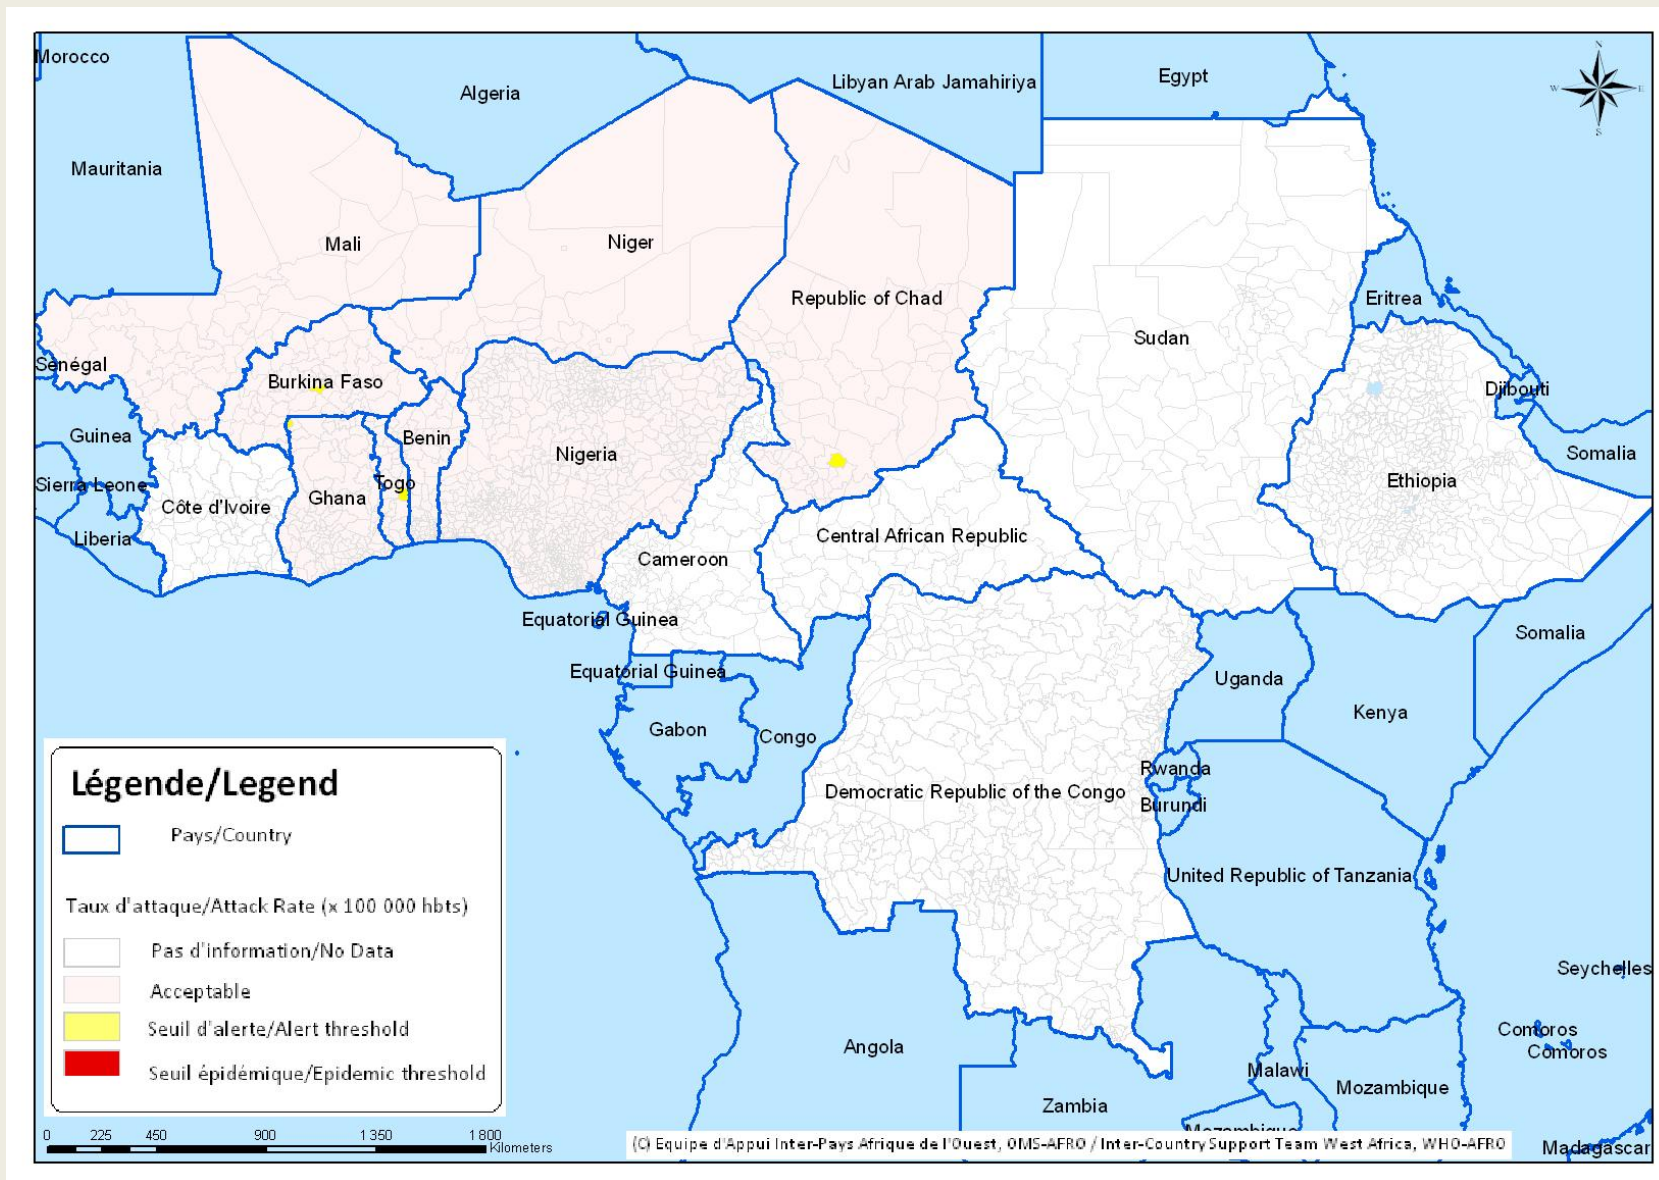 Morocco
Algeria
Libyan Arab Jamahiriya
Egypt
N
W
E
S
Mauritania
Mali
Niger
Republic of Chad
Sudan
Eritrea
Sénégal
Burkina Faso
Djibouti
Guinea
Benin
Nigeria
Somalia
Sierra Leone
Togo
Ghana
Côte d'Ivoire
Ethiopia
Liberia
Cameroon
Central African Republic
Equatorial Guinea
Somalia
Equatorial Guinea
Uganda
Gabon
Congo
Kenya
Rwanda
Democratic Republic of the Congo
Burundi
United Republic of Tanzania
Seychelles
Comoros
Comoros
Angola
Malawi
Mozambique
Zambia
Mozambique
Madagascar
Légende/Legend
Pays/Country
Taux d'attaque/Attack Rate (x 100 000 hbts)
Pas d'information/No Data
Acceptable
Seuil d'alerte/Alert threshold
Seuil épidémique/Epidemic threshold
0 225 450 900 1 350 1 800
Kilometers
(C) Equipe d'Appui Inter-Pays Afrique de l'Ouest, OMS-AFRO / Inter-Country Support Team West Africa, WHO-AFRO